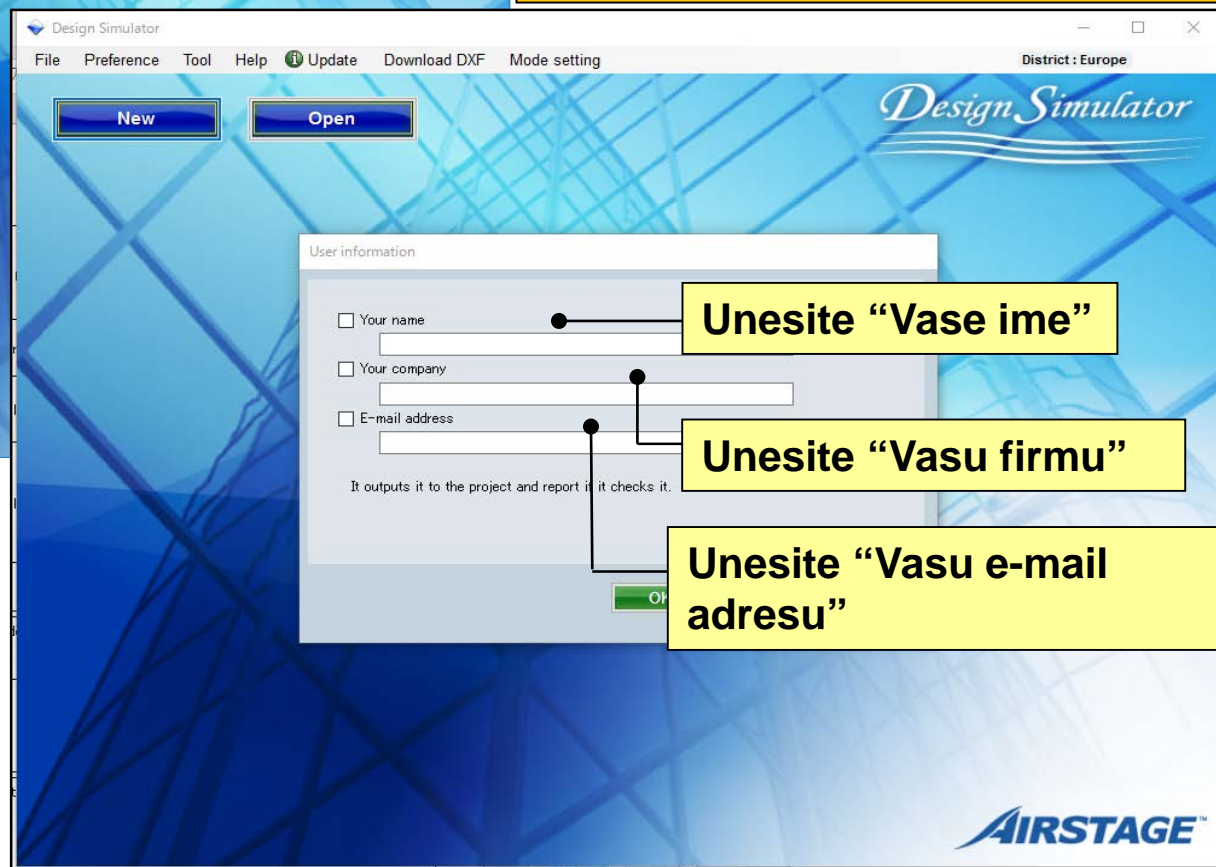 Design Simulator
File Preference Tool Help Update Download DXF Mode setting District : Europe
New Open
Design Simulator
User information
Your name
Unesite “Vase ime”
Your company
Unesite “Vasu firmu”
E-mail address
It outputs it to the project and report if it checks it.
Unesite “Vasu e-mail
adresu”
AIRSTAGE™